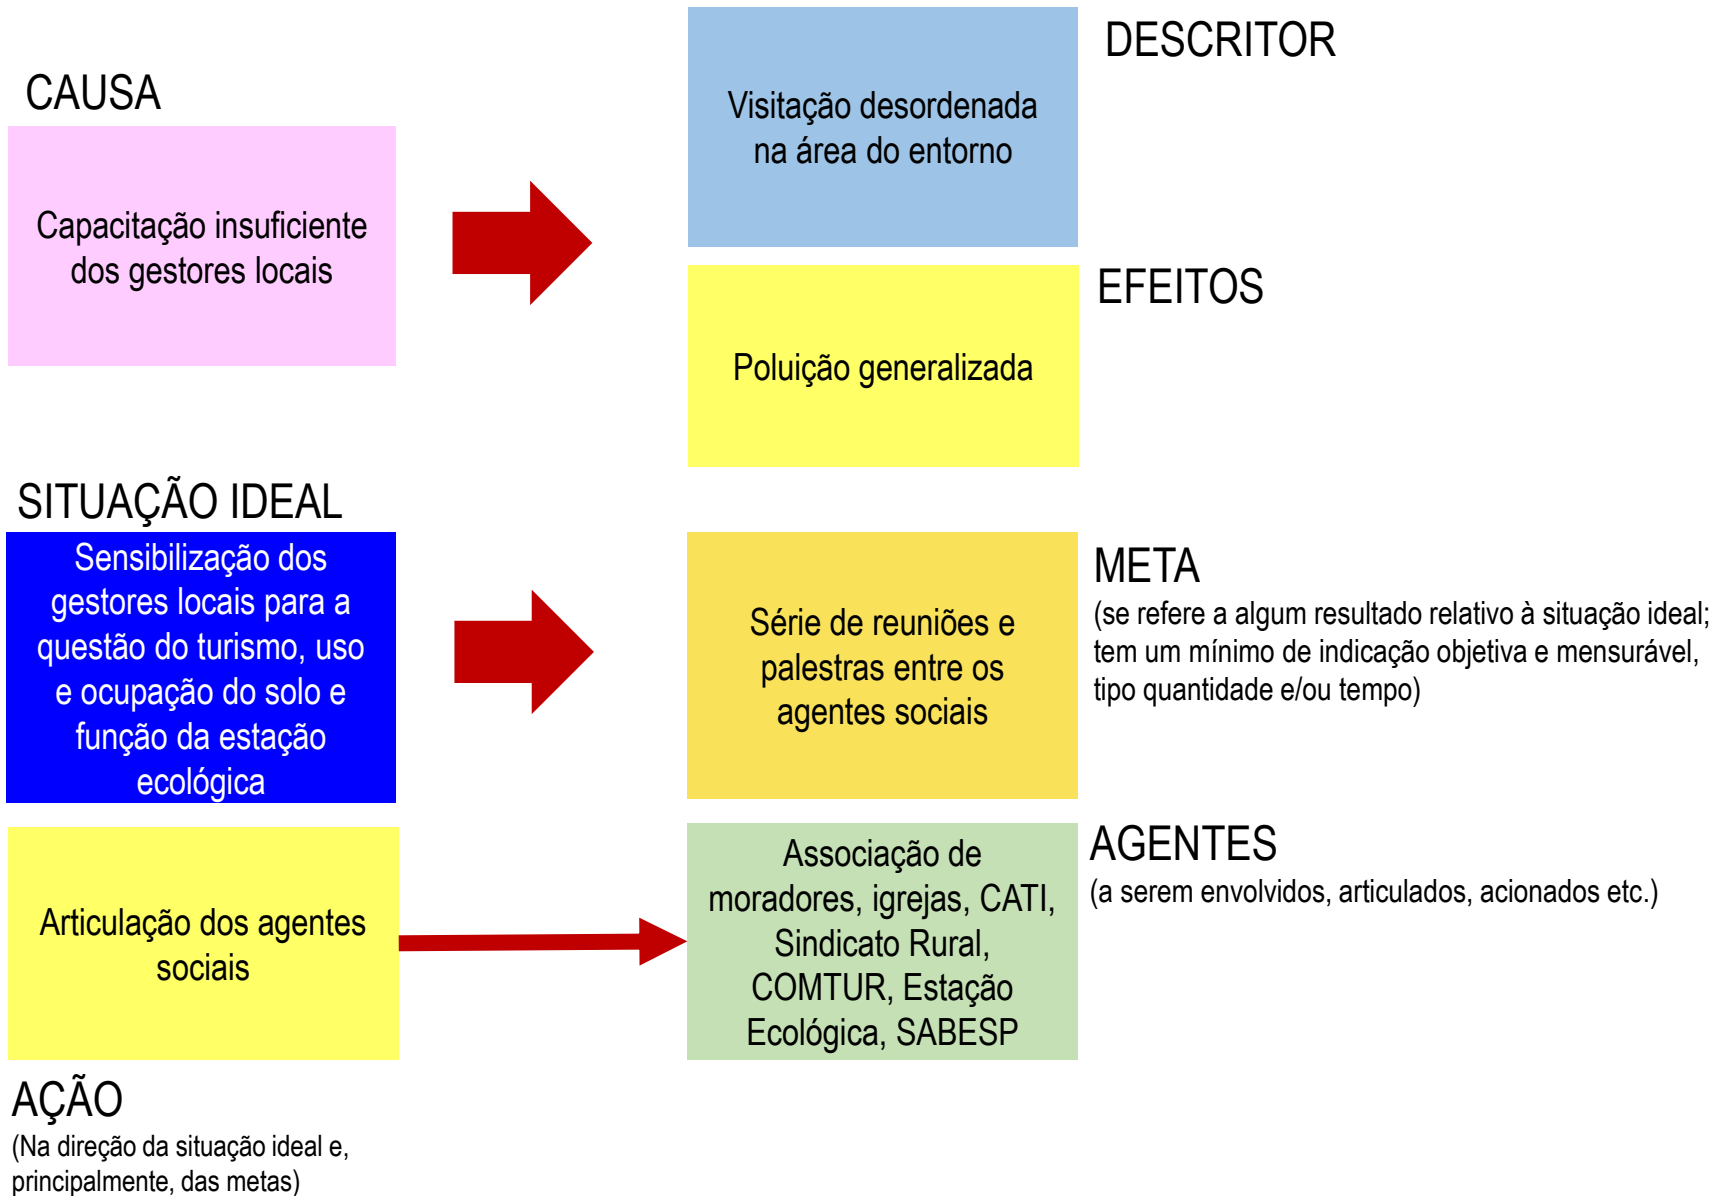 CAUSA
Capacitação insuficiente
dos gestores locais
DESCRITOR
Visitação desordenada
na área do entorno
EFEITOS
Poluição generalizada
SITUAÇÃO IDEAL
Sensibilização dos
gestores locais para a
questão do turismo, uso
e ocupação do solo e
função da estação
ecológica
Série de reuniões e
palestras entre os
agentes sociais
META
(se refere a algum resultado relativo à situação ideal;
tem um mínimo de indicação objetiva e mensurável,
tipo quantidade e/ou tempo)
Articulação dos agentes
sociais
Associação de
moradores, igrejas, CATI,
Sindicato Rural,
COMTUR, Estação
Ecológica, SABESP
AGENTES
(a serem envolvidos, articulados, acionados etc.)
AÇÃO
(Na direção da situação ideal e,
principalmente, das metas)